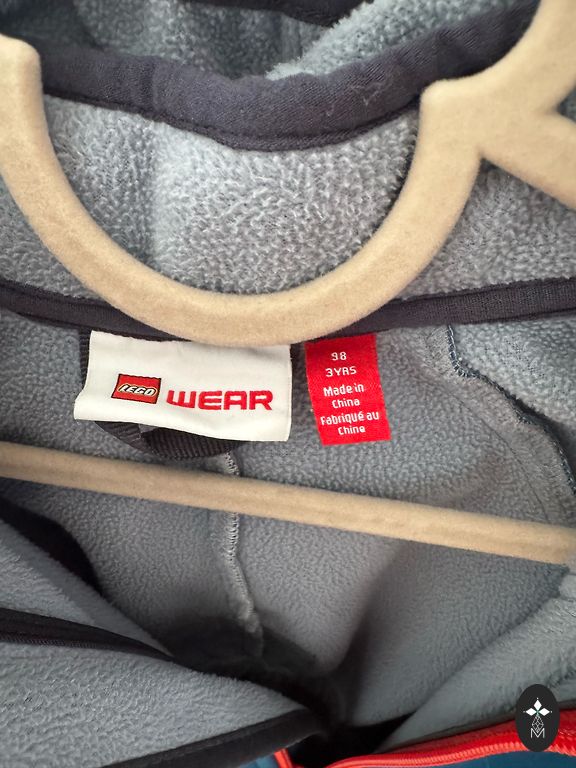 LEGO WEAR
98
3YRS
Made in
China
Fabriqué au
Chine
M